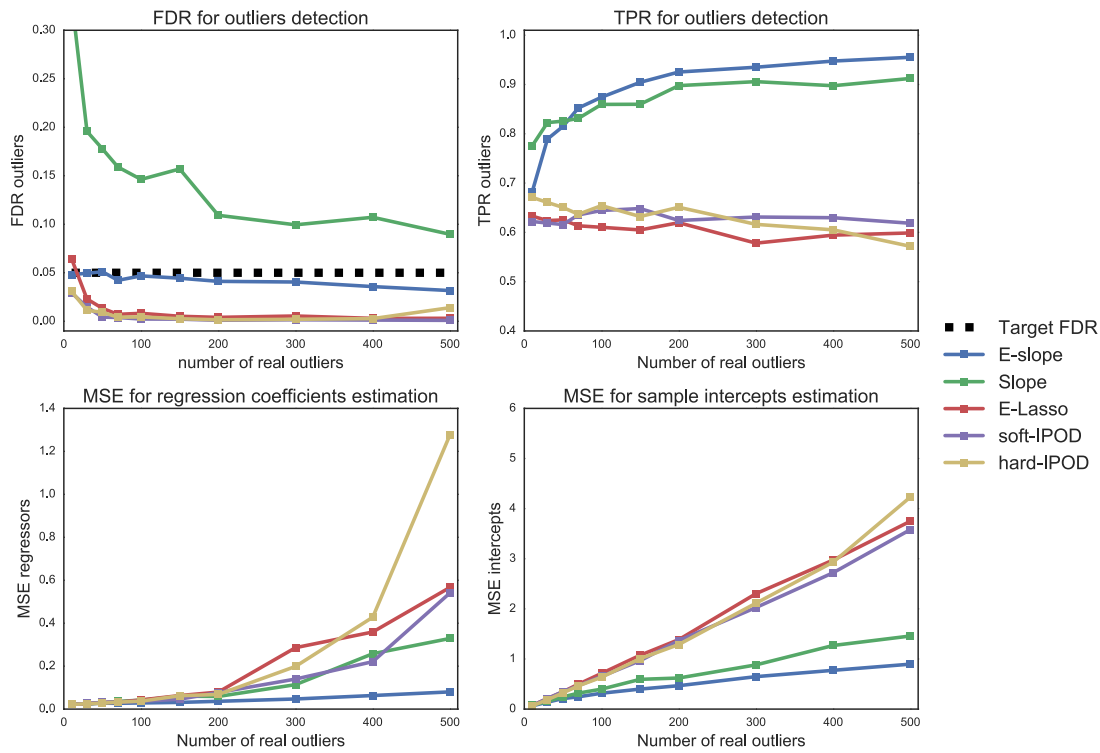 FDR for outliers detection
0.30
0.25
0.20
0.15
0.10
0.05
0.00
FDR outliers
0
100
200
300
400
500
number of real outliers
TPR for outliers detection
1.0
0.9
0.8
0.7
0.6
0.5
0.4
TPR outliers
0
100
200
300
400
500
Number of real outliers
Target FDR
E-slope
Slope
E-Lasso
soft-IPOD
hard-IPOD
MSE for regression coefficients estimation
1.4
1.2
1.0
0.8
0.6
0.4
0.2
0.0
MSE regressors
0
100
200
300
400
500
Number of real outliers
MSE for sample intercepts estimation
6
5
4
3
2
1
0
MSE intercepts
0
100
200
300
400
500
Number of real outliers